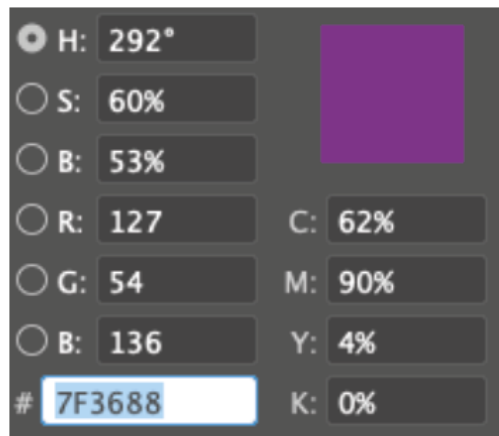 H: 292°
S: 60%
B: 53%
R: 127 C: 62%
G: 54 M: 90%
B: 136 Y: 4%
# 7F3688 K: 0%